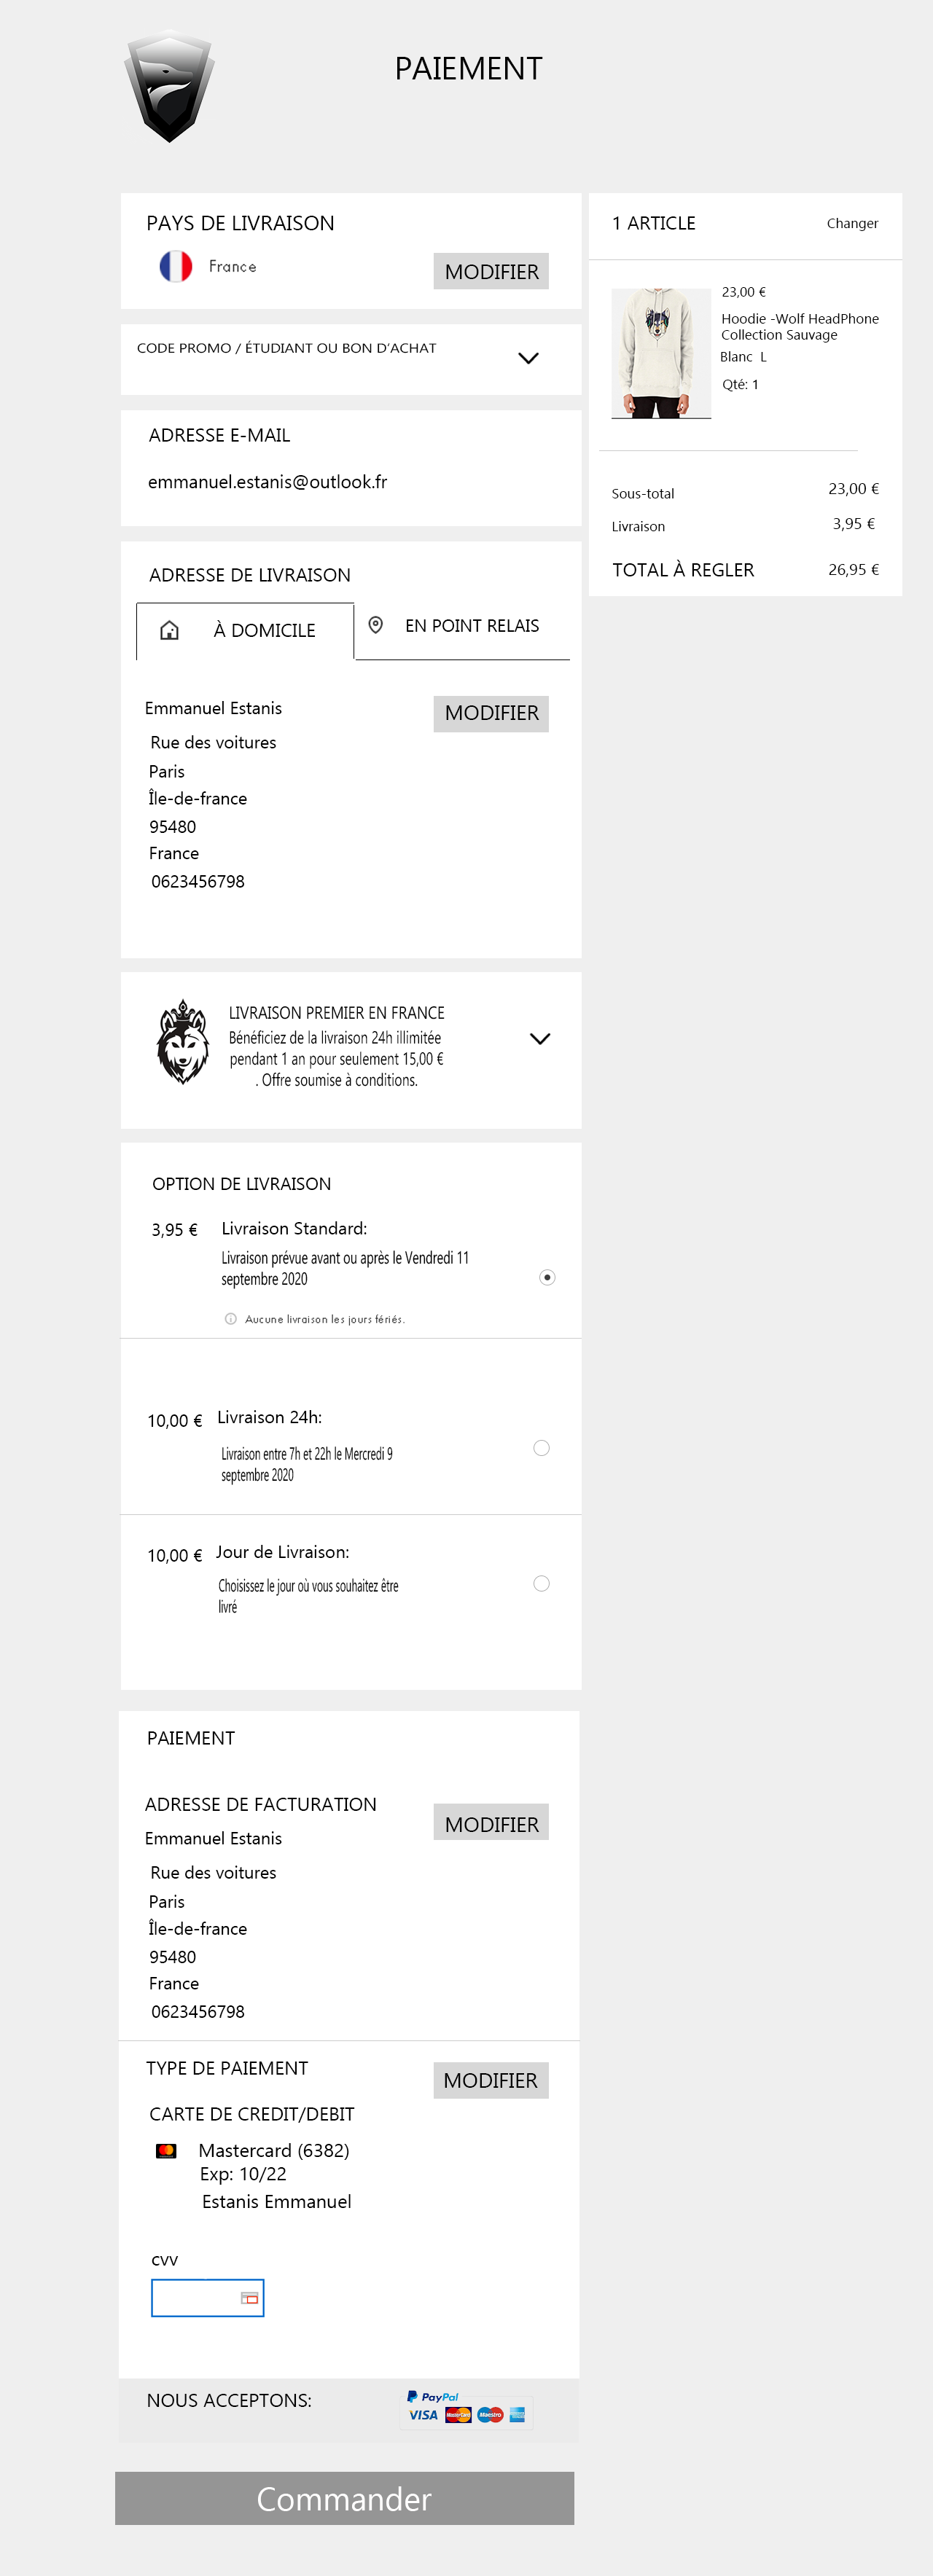 PAIEMENT
PAYS DE LIVRAISON
France
MODIFIER
CODE PROMO / ÉTUDIANT OU BON D'ACHAT
ADRESSE E-MAIL
emmanuel.estanis@outlook.fr
ADRESSE DE LIVRAISON
À DOMICILE
EN POINT RELAIS
Emmanuel Estanis
MODIFIER
Rue des voitures
Paris
Île-de-france
95480
France
0623456798
LIVRAISON PREMIER EN FRANCE
Bénéficiez de la livraison 24h illimitée
pendant 1 an pour seulement 15,00 €
. Offre soumise à conditions.
OPTION DE LIVRAISON
3,95 € Livraison Standard:
Livraison prévue avant ou après le Vendredi 11
septembre 2020
Aucune livraison les jours fériés.
10,00 € Livraison 24h:
Livraison entre 7h et 22h le Mercredi 9
septembre 2020
10,00 € Jour de Livraison:
Choisissez le jour où vous souhaitez être
livré
PAIEMENT
ADRESSE DE FACTURATION
MODIFIER
Emmanuel Estanis
Rue des voitures
Paris
Île-de-france
95480
France
0623456798
TYPE DE PAIEMENT
MODIFIER
CARTE DE CREDIT/DEBIT
Mastercard (6382)
Exp: 10/22
Estanis Emmanuel
cvv
NOUS ACCEPTONS:
PayPal
VISA MasterCard Maestro
Commander
1 ARTICLE
Changer
23,00 €
Hoodie -Wolf HeadPhone
Collection Sauvage
Blanc L
Qté: 1
Sous-total 23,00 €
Livraison 3,95 €
TOTAL À REGLER 26,95 €